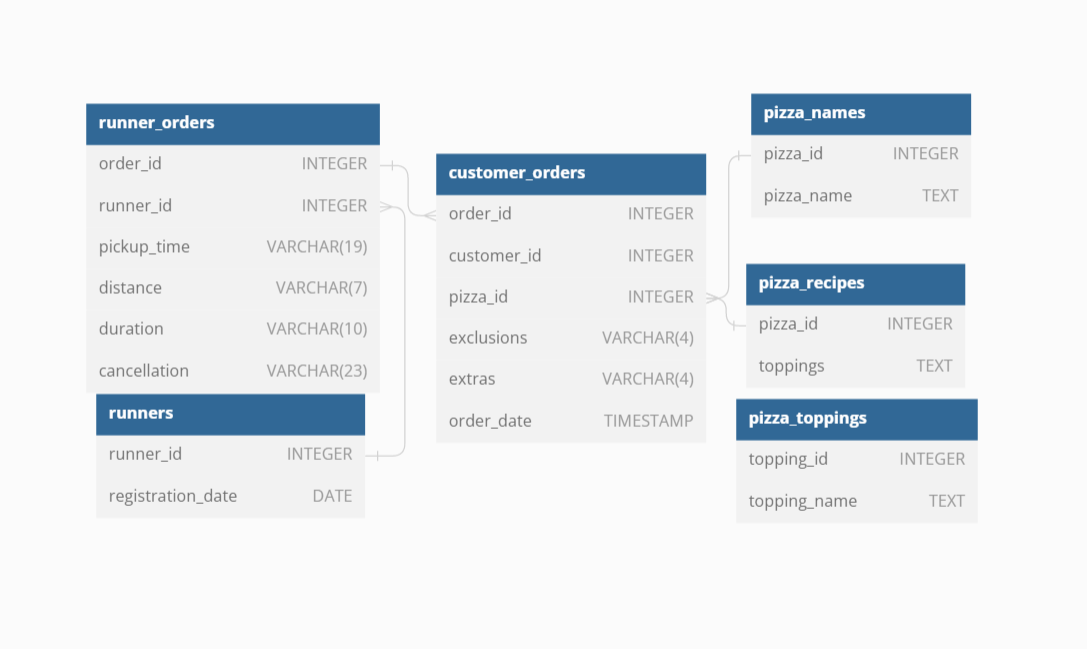 runner_orders
order_id INTEGER
runner_id INTEGER
pickup_time VARCHAR(19)
distance VARCHAR(7)
duration VARCHAR(10)
cancellation VARCHAR(23)
runners
runner_id INTEGER
registration_date DATE
customer_orders
order_id INTEGER
customer_id INTEGER
pizza_id INTEGER
exclusions VARCHAR(4)
extras VARCHAR(4)
order_date TIMESTAMP
pizza_names
pizza_id INTEGER
pizza_name TEXT
pizza_recipes
pizza_id INTEGER
toppings TEXT
pizza_toppings
topping_id INTEGER
topping_name TEXT